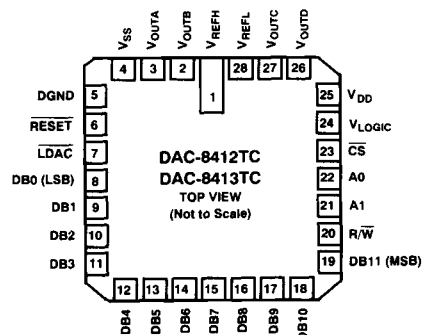 VSS VOUTA VOUTB VREFH VREFL VOUTC VOUTD
4 3 2 1 28 27 26
DGND 5
RESET 6
LDAC 7
DB0 (LSB) 8
DB1 9
DB2 10
DB3 11
DAC-8412TC
DAC-8413TC
TOP VIEW
(Not to Scale)
25 VDD
24 VLOGIC
23 CS
22 A0
21 A1
20 R/W
19 DB11 (MSB)
12 13 14 15 16 17 18
DB4 DB5 DB6 DB7 DB8 DB9 DB10